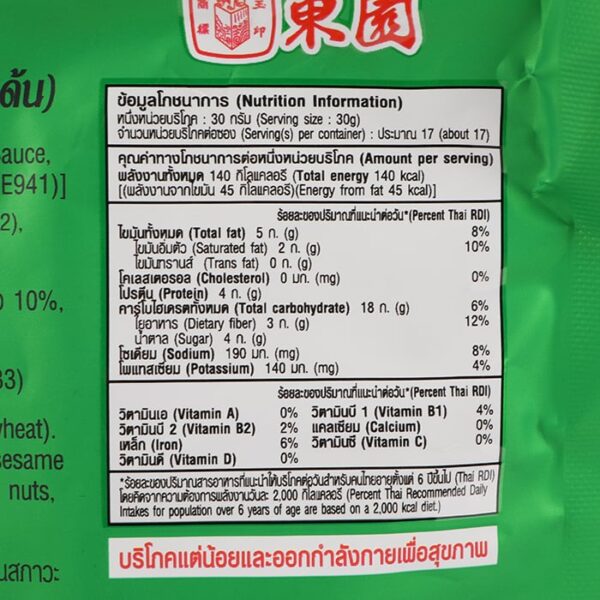 東園
ด้น)
ข้อมูลโภชนาการ (Nutrition Information)
หนึ่งหน่วยบริโภค : 30 กรัม (Serving size : 30g)
auce,
จำนวนหน่วยบริโภคต่อซอง (Serving(s) per container) : ประมาณ 17 (about 17)
คุณค่าทางโภชนาการต่อหนึ่งหน่วยบริโภค (Amount per serving)
E941)]
พลังงานทั้งหมด 140 กิโลแคลอรี (Total energy 140 kcal)
[(พลังงานจากไขมัน 45 กิโลแคลอรี)(Energy from fat 45 kcal)]
2),
ร้อยละของปริมาณที่แนะนำต่อวัน*(Percent Thai RDI)
ไขมันทั้งหมด (Total fat) 5 ก. (g) 8%
ไขมันอิ่มตัว (Saturated fat) 2 ก. (g) 10%
ไขมันทรานส์ (Trans fat) 0 ก. (g)
โคเลสเตอรอล (Cholesterol) 0 มก. (mg) 0%
โปรตีน (Protein) 4 ก. (g)
10%,
คาร์โบไฮเดรตทั้งหมด (Total carbohydrate) 18 ก. (g) 6%
ใยอาหาร (Dietary fiber) 3 ก. (g) 12%
น้ำตาล (Sugar) 4 ก. (g)
โซเดียม (Sodium) 190 มก. (mg) 8%
โพแทสเซียม (Potassium) 140 มก. (mg) 4%
33)
ร้อยละของปริมาณที่แนะนำต่อวัน*(Percent Thai RDI)
วิตามินเอ (Vitamin A) 0% วิตามินบี 1 (Vitamin B1) 4%
wheat).
วิตามินบี 2 (Vitamin B2) 2% แคลเซียม (Calcium) 0%
เหล็ก (Iron) 6% วิตามินซี (Vitamin C) 0%
sesame
วิตามินดี (Vitamin D) 0%
nuts,
*ร้อยละของปริมาณสารอาหารที่แนะนำให้บริโภคต่อวันสำหรับคนไทยอายุตั้งแต่ 6 ปีขึ้นไป (Thai RDI)
โดยคิดจากความต้องการพลังงานวันละ 2,000 กิโลแคลอรี (Percent Thai Recommended Daily
Intakes for population over 6 years of age are based on a 2,000 kcal diet.)
บริโภคแต่น้อยและออกกำลังกายเพื่อสุขภาพ
นสภาวะ